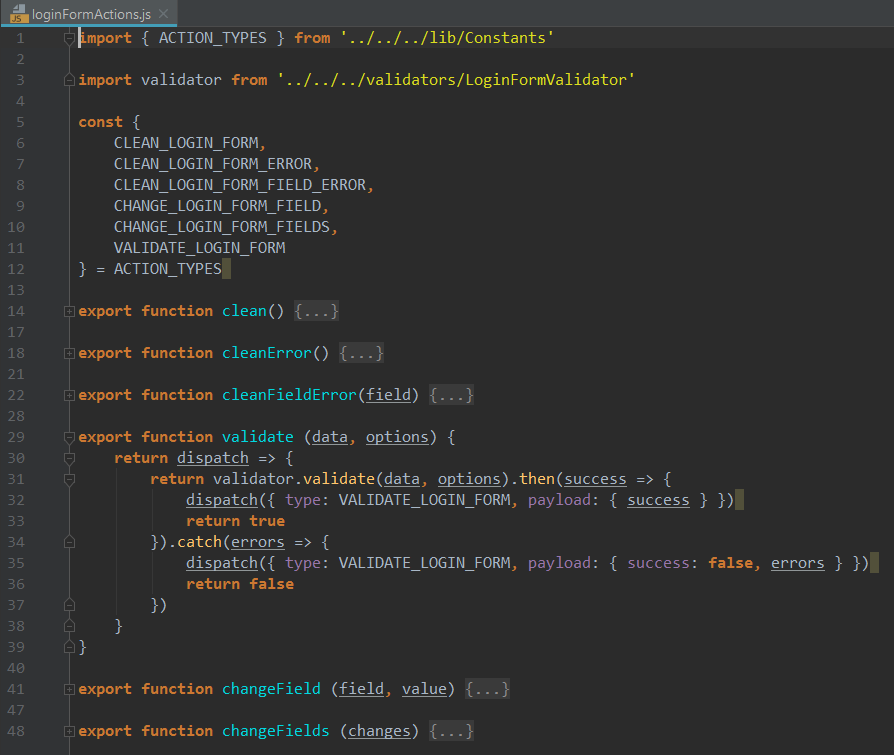 loginFormActions.js
1 import { ACTION_TYPES } from '../../../lib/Constants'
2
3 import validator from '../../../validators/LoginFormValidator'
4
5 const {
6 CLEAN_LOGIN_FORM,
7 CLEAN_LOGIN_FORM_ERROR,
8 CLEAN_LOGIN_FORM_FIELD_ERROR,
9 CHANGE_LOGIN_FORM_FIELD,
10 CHANGE_LOGIN_FORM_FIELDS,
11 VALIDATE_LOGIN_FORM
12 } = ACTION_TYPES
13
14 export function clean() {...}
17
18 export function cleanError() {...}
21
22 export function cleanFieldError(field) {...}
28
29 export function validate (data, options) {
30 return dispatch => {
31 return validator.validate(data, options).then(success => {
32 dispatch({ type: VALIDATE_LOGIN_FORM, payload: { success } })
33 return true
34 }).catch(errors => {
35 dispatch({ type: VALIDATE_LOGIN_FORM, payload: { success: false, errors } })
36 return false
37 })
38 }
39 }
40
41 export function changeField (field, value) {...}
47
48 export function changeFields (changes) {...}